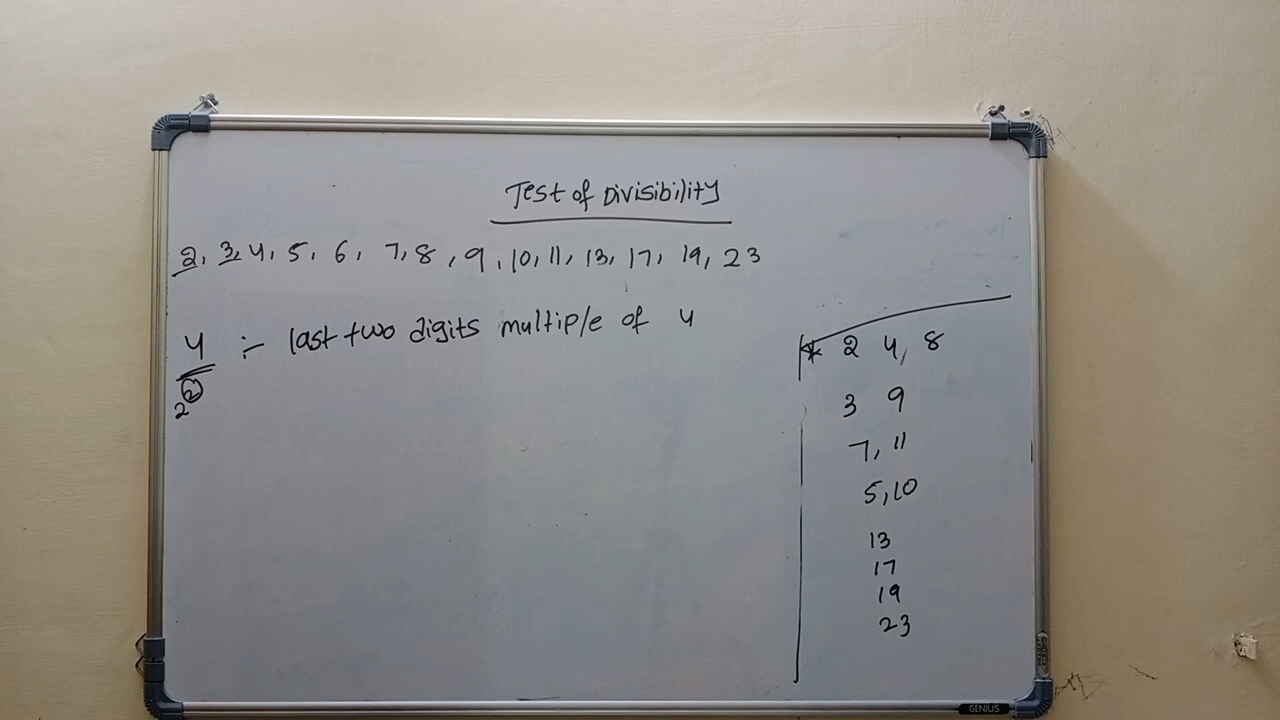 Test of Divisibility
2, 3, 4, 5, 6, 7, 8, 9, 10, 11, 13, 17, 19, 23
4 :- last two digits multiple of 4
2²
* 2 4, 8
3 9
7, 11
5, 10
13
17
19
23
GENIUS